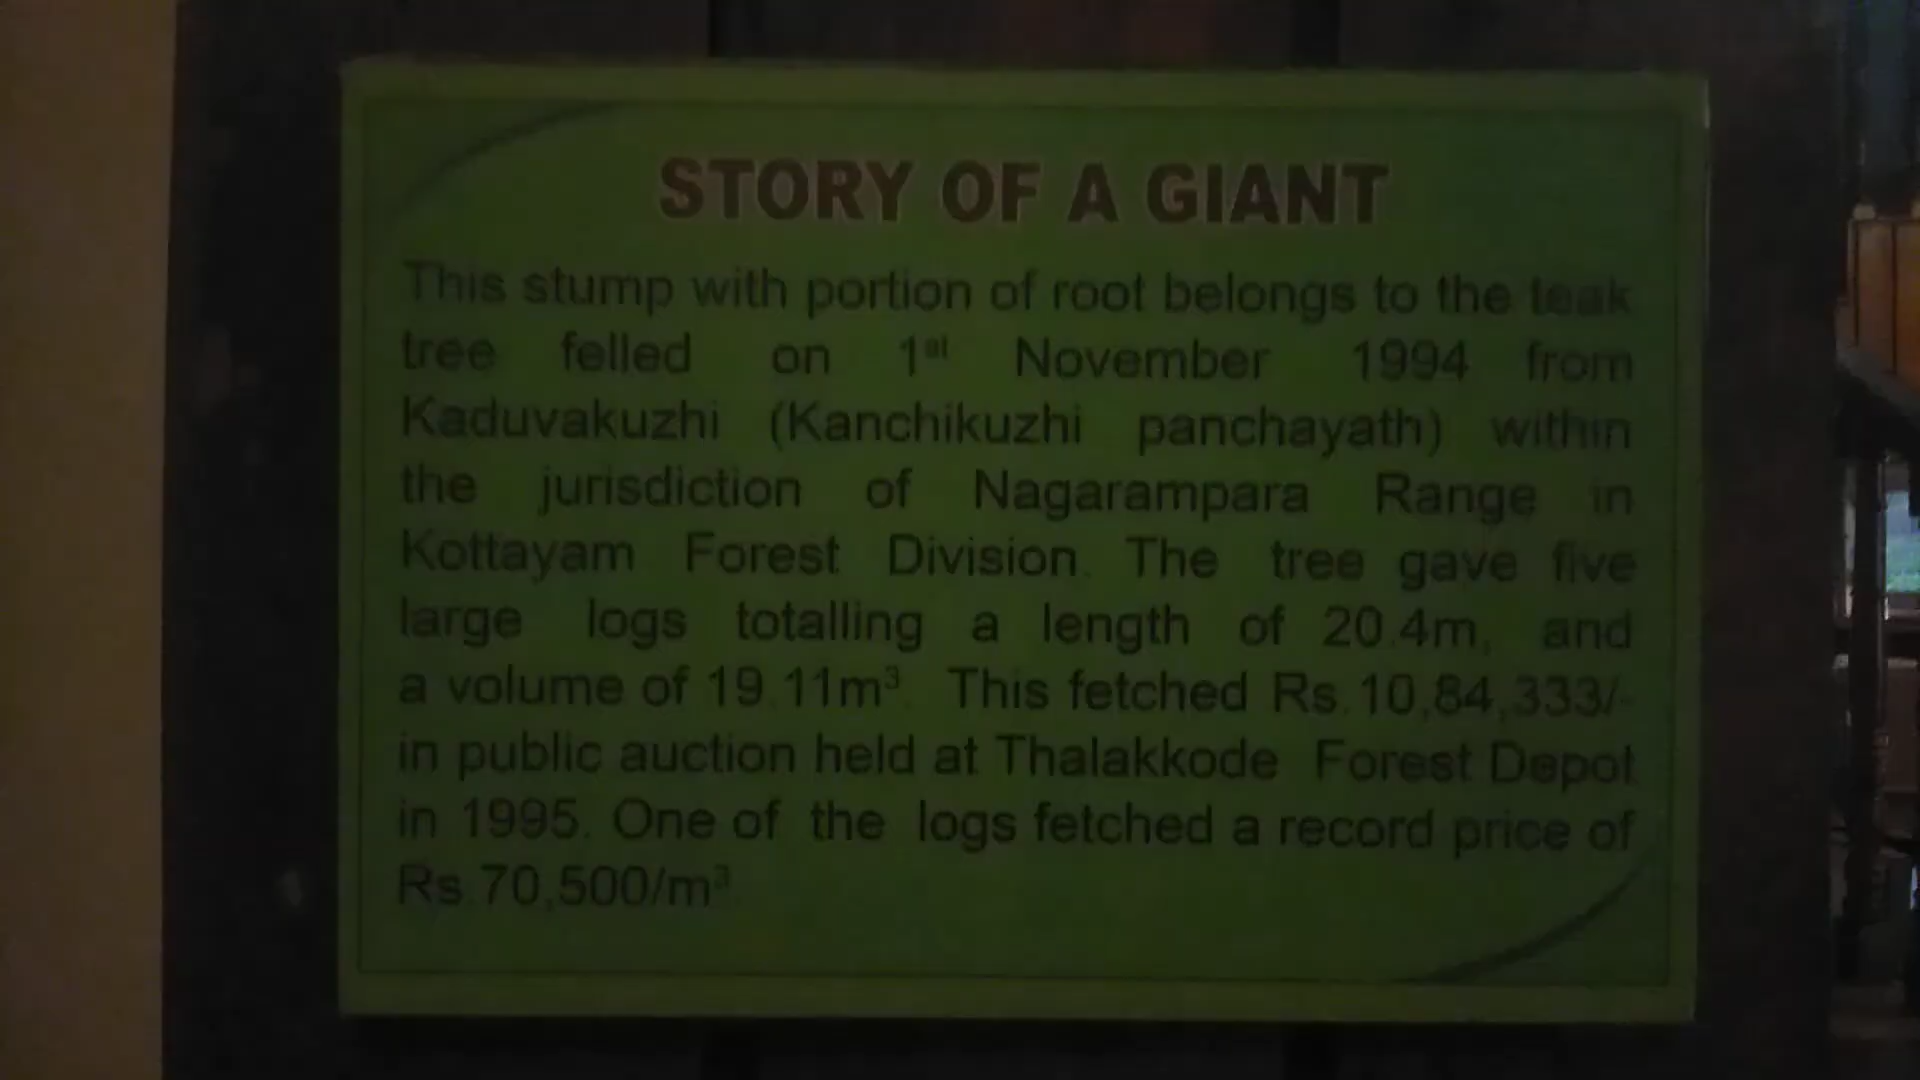 STORY OF A GIANT
This stump with portion of root belongs to the teak
tree felled on 1st November 1994 from
Kaduvakuzhi (Kanchikuzhi panchayath) within
the jurisdiction of Nagarampara Range in
Kottayam Forest Division. The tree gave five
large logs totalling a length of 20.4m, and
a volume of 19.11m³. This fetched Rs.10,84,333/-
in public auction held at Thalakkode Forest Depot
in 1995. One of the logs fetched a record price of
Rs.70,500/m³